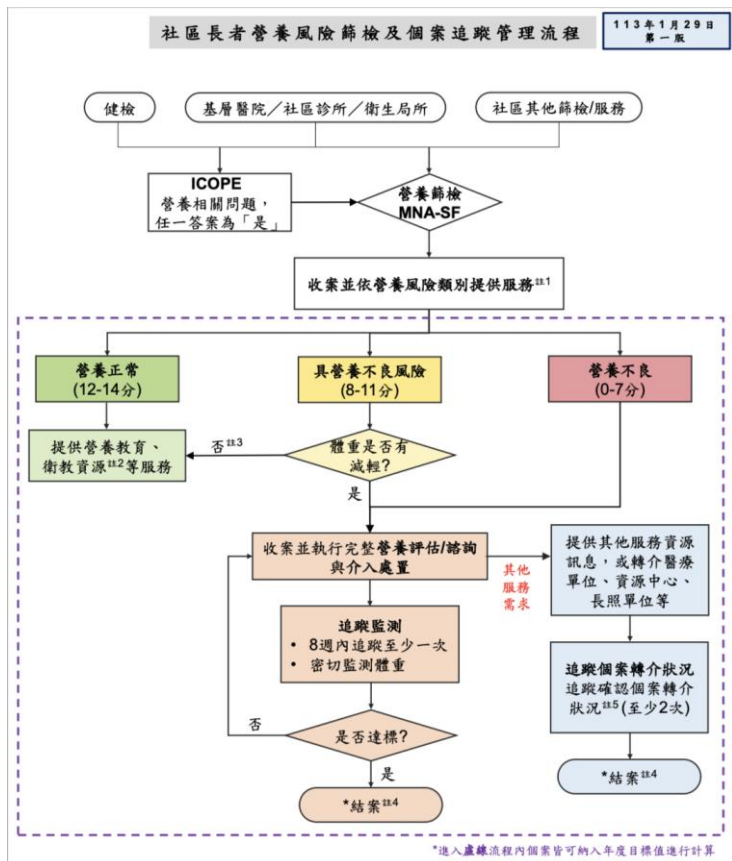 社區長者營養風險篩檢及個案追蹤管理流程
113年1月29日
第一版
健檢
基層醫院／社區診所／衛生局所
社區其他篩檢/服務
ICOPE
營養相關問題，
任一答案為「是」
營養篩檢
MNA-SF
收案並依營養風險類別提供服務註1
營養正常
(12-14分)
具營養不良風險
(8-11分)
營養不良
(0-7分)
提供營養教育、
衛教資源註2等服務
否註3
體重是否有
減輕?
是
收案並執行完整營養評估/諮詢
與介入處置
其他
服務
需求
提供其他服務資源
訊息，或轉介醫療
單位、資源中心、
長照單位等
追蹤監測
• 8週內追蹤至少一次
• 密切監測體重
追蹤個案轉介狀況
追蹤確認個案轉介
狀況註5(至少2次)
否
是否達標?
是
*結案註4
*結案註4
*進入虛線流程內個案皆可納入年度目標值進行計算